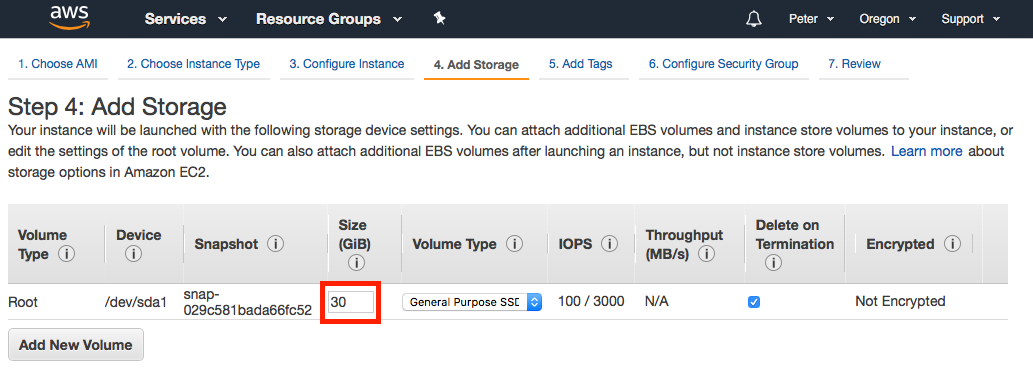 aws Services Resource Groups Peter Oregon Support
1. Choose AMI 2. Choose Instance Type 3. Configure Instance 4. Add Storage 5. Add Tags 6. Configure Security Group 7. Review
Step 4: Add Storage
Your instance will be launched with the following storage device settings. You can attach additional EBS volumes and instance store volumes to your instance, or
edit the settings of the root volume. You can also attach additional EBS volumes after launching an instance, but not instance store volumes. Learn more about
storage options in Amazon EC2.
Volume Type
Device
Snapshot
Size (GiB)
Volume Type
IOPS
Throughput (MB/s)
Delete on Termination
Encrypted
Root
/dev/sda1
snap-
029c581bada66fc52
30
General Purpose SSD
100 / 3000
N/A
Not Encrypted
Add New Volume